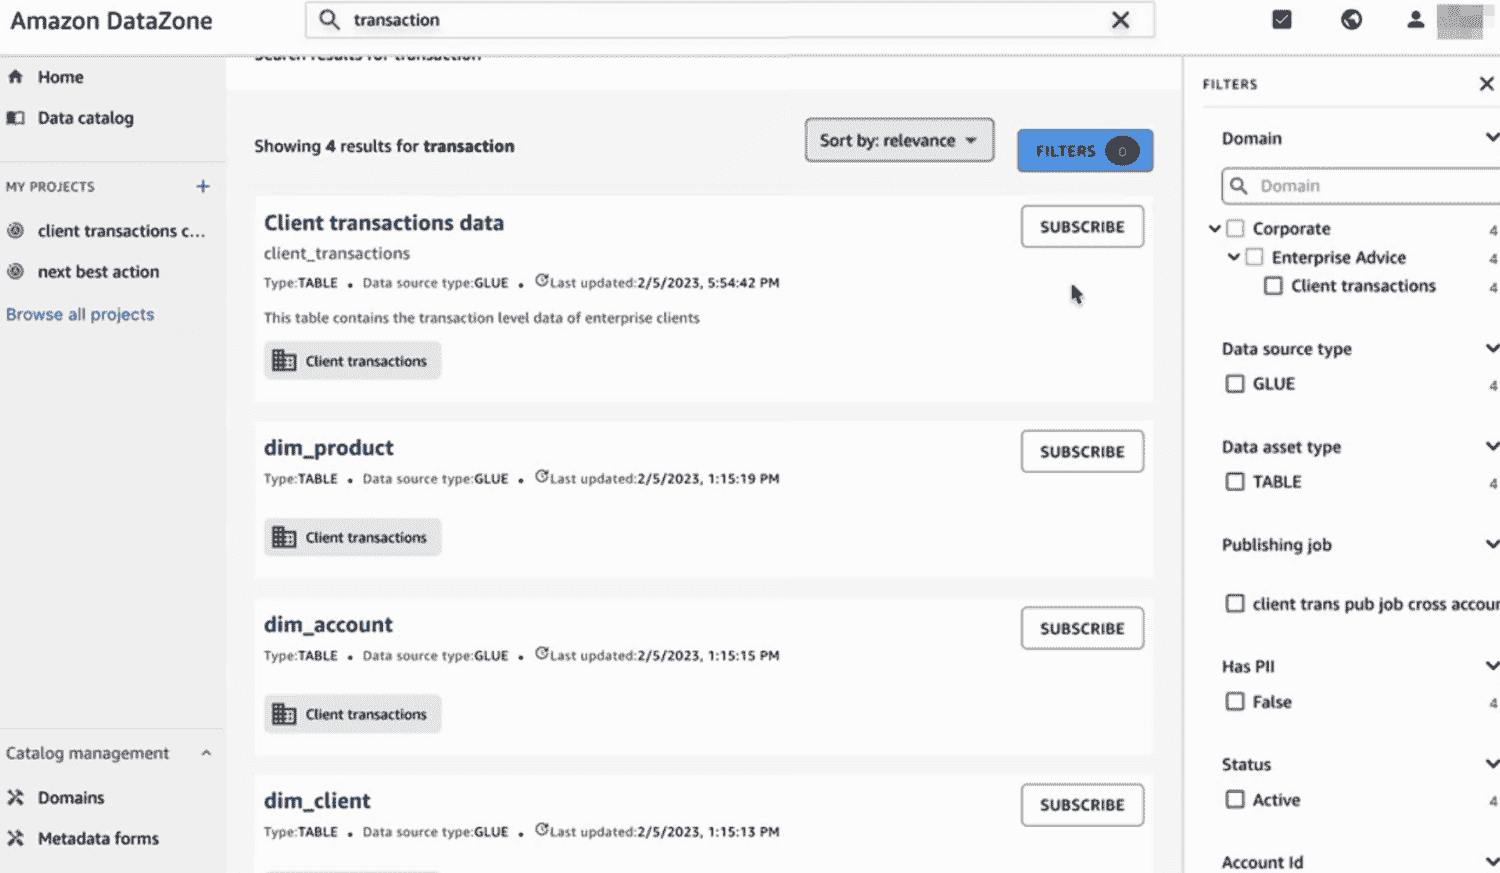 Amazon DataZone
transaction
Home
Data catalog
MY PROJECTS
client transactions c...
next best action
Browse all projects
Catalog management
Domains
Metadata forms
Search results for transaction
Showing 4 results for transaction
Sort by: relevance
FILTERS 0
Client transactions data
SUBSCRIBE
client_transactions
Type:TABLE • Data source type:GLUE • Last updated:2/5/2023, 5:54:42 PM
This table contains the transaction level data of enterprise clients
Client transactions
dim_product
SUBSCRIBE
Type:TABLE • Data source type:GLUE • Last updated:2/5/2023, 1:15:19 PM
Client transactions
dim_account
SUBSCRIBE
Type:TABLE • Data source type:GLUE • Last updated:2/5/2023, 1:15:15 PM
Client transactions
dim_client
SUBSCRIBE
Type:TABLE • Data source type:GLUE • Last updated:2/5/2023, 1:15:13 PM
FILTERS
Domain
Domain
Corporate 4
Enterprise Advice 4
Client transactions 4
Data source type
GLUE 4
Data asset type
TABLE 4
Publishing job
client trans pub job cross accour
Has PII
False 4
Status
Active 4
Account Id